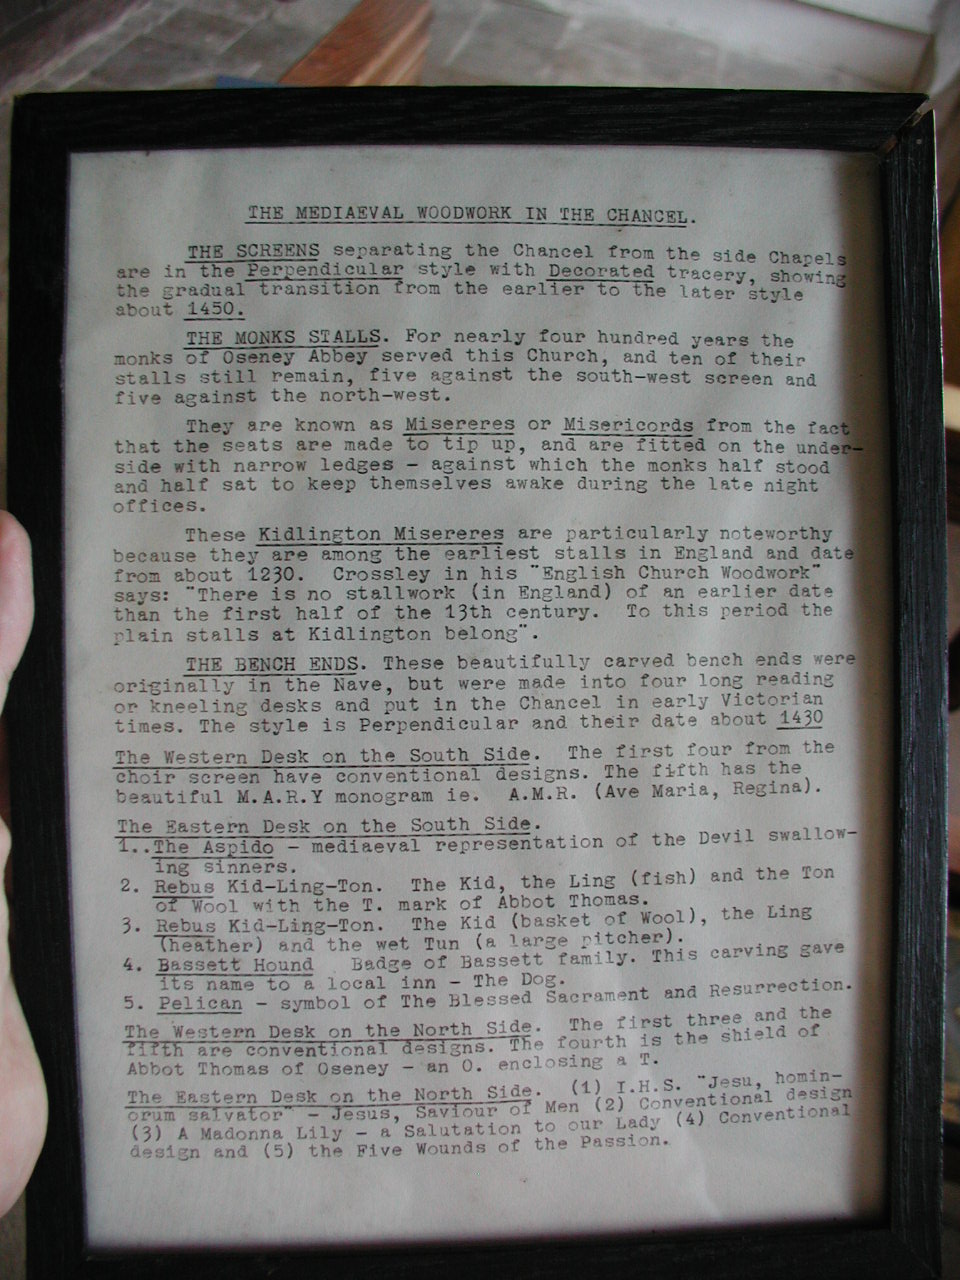 THE MEDIAEVAL WOODWORK IN THE CHANCEL.
THE SCREENS separating the Chancel from the side Chapels
are in the Perpendicular style with Decorated tracery, showing
the gradual transition from the earlier to the later style
about 1450.
THE MONKS STALLS. For nearly four hundred years the
monks of Oseney Abbey served this Church, and ten of their
stalls still remain, five against the south-west screen and
five against the north-west.
They are known as Misereres or Misericords from the fact
that the seats are made to tip up, and are fitted on the under-
side with narrow ledges - against which the monks half stood
and half sat to keep themselves awake during the late night
offices.
These Kidlington Misereres are particularly noteworthy
because they are among the earliest stalls in England and date
from about 1230. Crossley in his "English Church Woodwork"
says: "There is no stallwork (in England) of an earlier date
than the first half of the 13th century. To this period the
plain stalls at Kidlington belong".
THE BENCH ENDS. These beautifully carved bench ends were
originally in the Nave, but were made into four long reading
or kneeling desks and put in the Chancel in early Victorian
times. The style is Perpendicular and their date about 1430
The Western Desk on the South Side. The first four from the
choir screen have conventional designs. The fifth has the
beautiful M.A.R.Y monogram ie. A.M.R. (Ave Maria, Regina).
The Eastern Desk on the South Side.
1..The Aspido - mediaeval representation of the Devil swallow-
ing sinners.
2. Rebus Kid-Ling-Ton. The Kid, the Ling (fish) and the Ton
of Wool with the T. mark of Abbot Thomas.
3. Rebus Kid-Ling-Ton. The Kid (basket of Wool), the Ling
(heather) and the wet Tun (a large pitcher).
4. Bassett Hound Badge of Bassett family. This carving gave
its name to a local inn - The Dog.
5. Pelican - symbol of The Blessed Sacrament and Resurrection.
The Western Desk on the North Side. The first three and the
fifth are conventional designs. The fourth is the shield of
Abbot Thomas of Oseney - an O. enclosing a T.
The Eastern Desk on the North Side. (1) I.H.S. "Jesu, homin-
orum salvator" - Jesus, Saviour of Men (2) Conventional design
(3) A Madonna Lily - a Salutation to our Lady (4) Conventional
design and (5) the Five Wounds of the Passion.